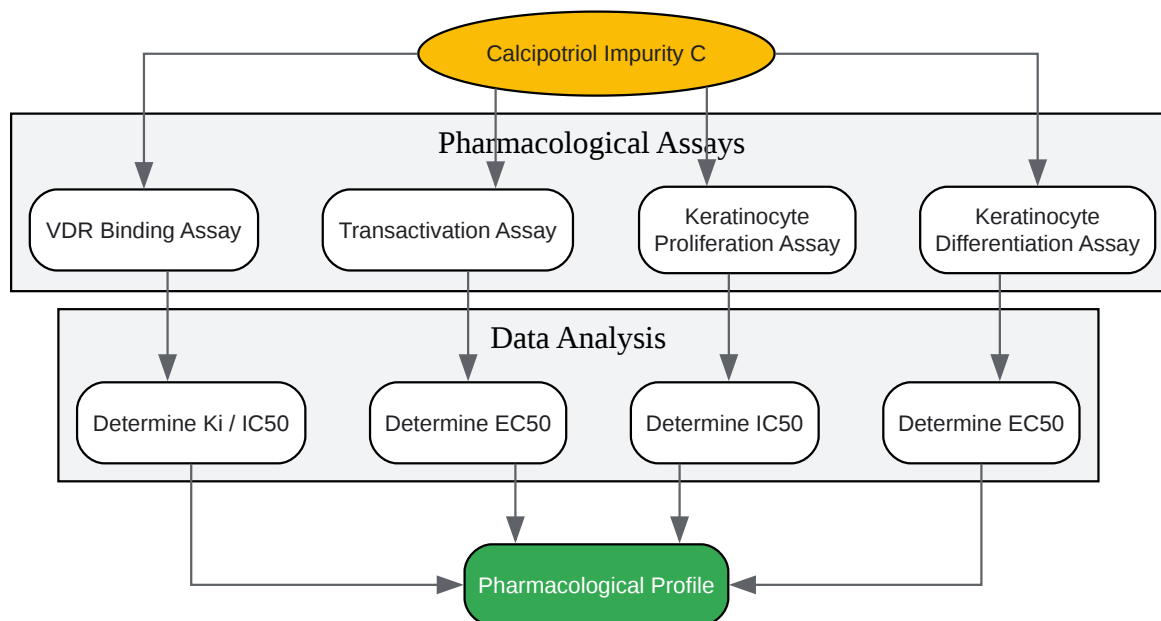 Calcipotriol Impurity C
Pharmacological Assays
VDR Binding Assay
Transactivation Assay
Keratinocyte
Proliferation Assay
Keratinocyte
Differentiation Assay
Data Analysis
Determine Ki / IC50
Determine EC50
Determine IC50
Determine EC50
Pharmacological Profile